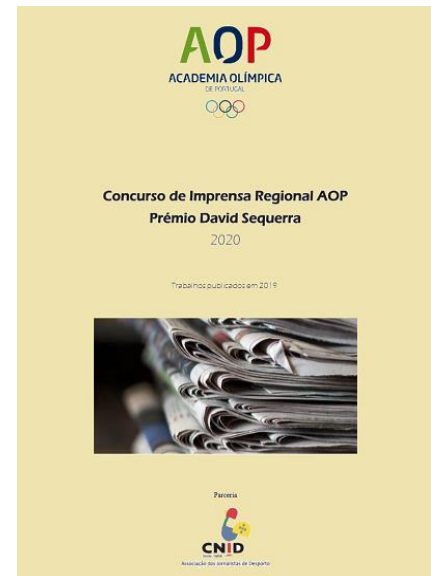 AOP
ACADEMIA OLÍMPICA
DE PORTUGAL
Concurso de Imprensa Regional AOP
Prémio David Sequerra
2020
Trabalhos publicados em 2019
Parceria
CNID
Associação dos Jornalistas de Desporto